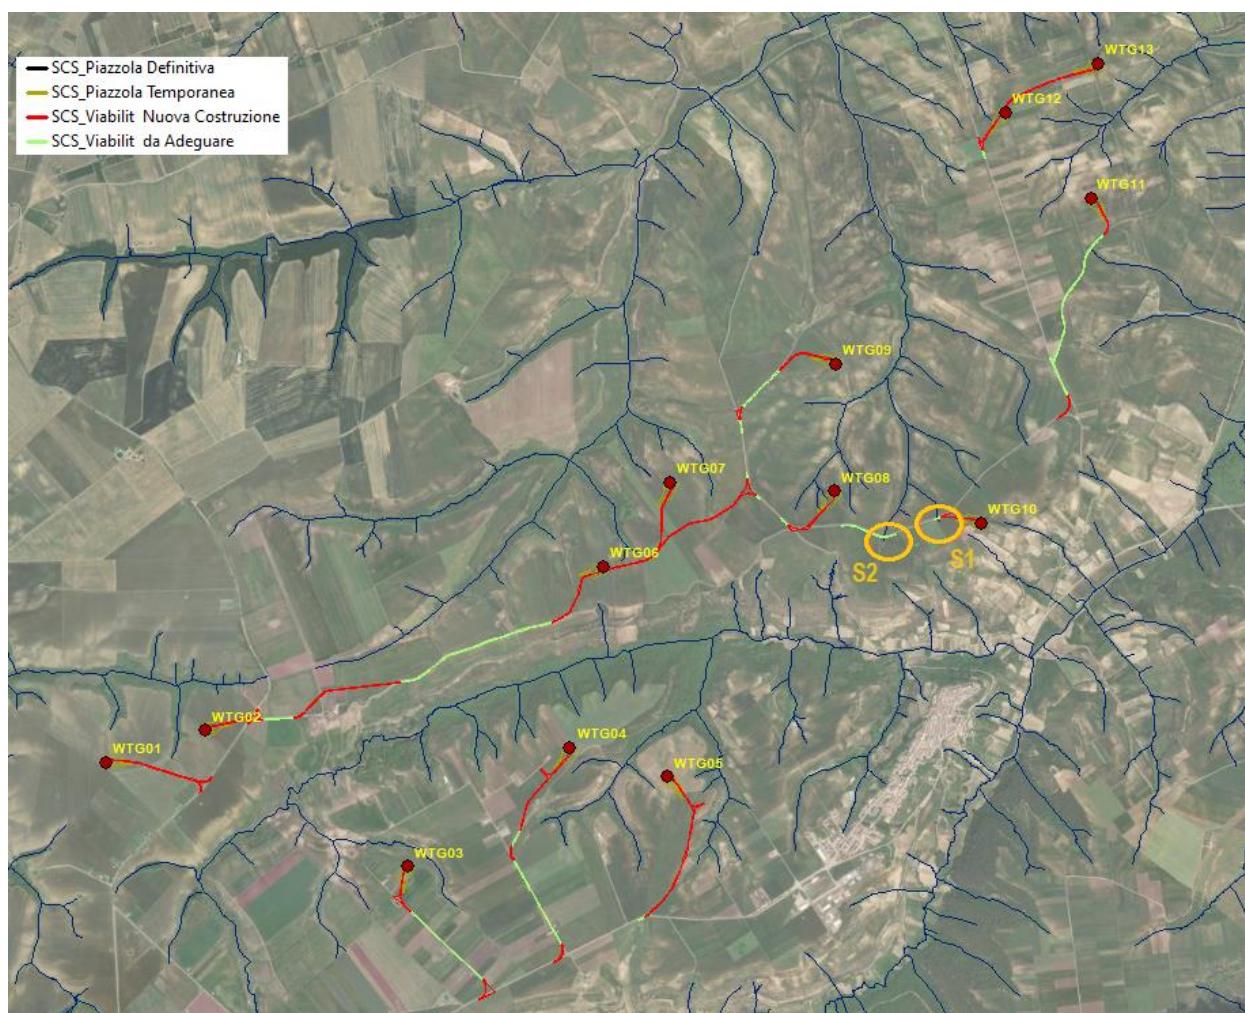 SCS_Piazzola Definitiva
SCS_Piazzola Temporanea
SCS_Viabilit Nuova Costruzione
SCS_Viabilit da Adeguare
WTG13
WTG12
WTG11
WTG09
WTG07
WTG08
WTG10
WTG06
S2
S1
WTG02
WTG01
WTG04
WTG05
WTG03